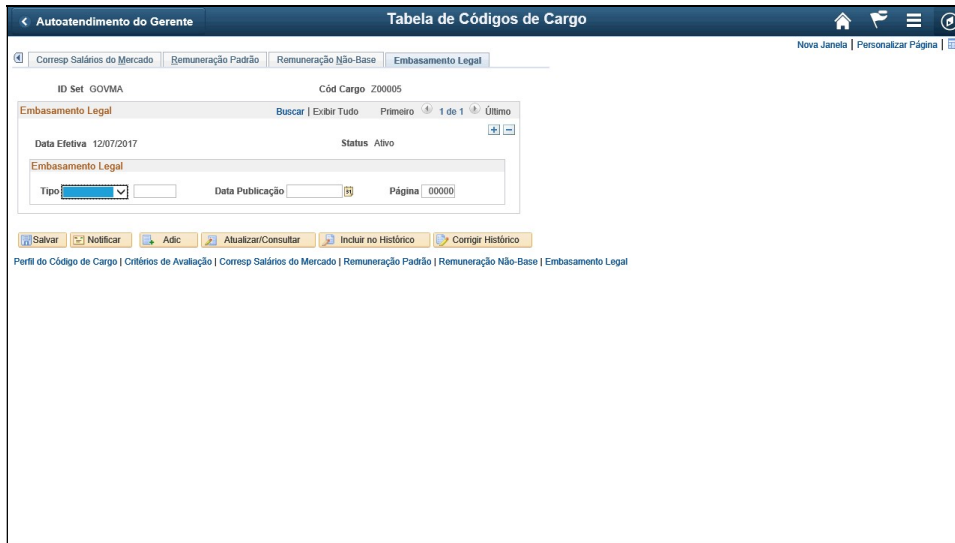 Autoatendimento do Gerente
Tabela de Códigos de Cargo
Nova Janela | Personalizar Página |
Corresp Salários do Mercado Remuneração Padrão Remuneração Não-Base Embasamento Legal
ID Set GOVMA Cód Cargo Z00005
Embasamento Legal Buscar | Exibir Tudo Primeiro 1 de 1 Último
Data Efetiva 12/07/2017 Status Ativo
Embasamento Legal
Tipo Data Publicação Página 00000
Salvar Notificar Adic Atualizar/Consultar Incluir no Histórico Corrigir Histórico
Perfil do Código de Cargo | Critérios de Avaliação | Corresp Salários do Mercado | Remuneração Padrão | Remuneração Não-Base | Embasamento Legal